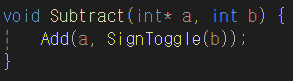 void Subtract(int* a, int b) {
    Add(a, SignToggle(b));
}